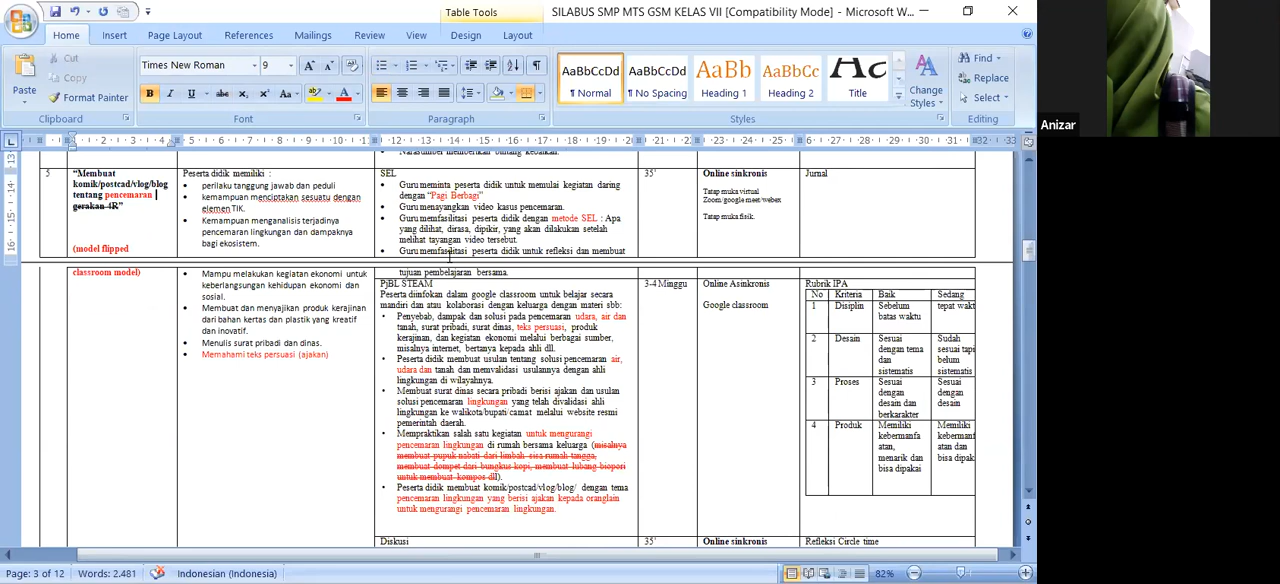 Table Tools
SILABUS SMP MTS GSM KELAS VII [Compatibility Mode] - Microsoft W...
Home
Insert
Page Layout
References
Mailings
Review
View
Design
Layout
Paste
Cut
Copy
Format Painter
Clipboard
Times New Roman
9
Font
Paragraph
AaBbCcDd
¶ Normal
AaBbCcDd
¶ No Spacing
AaBb
Heading 1
AaBbCc
Heading 2
Ac
Title
Change
Styles
Styles
Find
Replace
Select
Editing
Anizar
Narasumber memberikan bintang kebaikan.
5
“Membuat
komik/postcad/vlog/blog
tentang pencemaran
gerakan 4R”
(model flipped
classroom model)
Peserta didik memiliki :
• perilaku tanggung jawab dan peduli
• kemampuan menciptakan sesuatu dengan
elemen TIK.
• Kemampuan menganalisis terjadinya
pencemaran lingkungan dan dampaknya
bagi ekosistem.
• Mampu melakukan kegiatan ekonomi untuk
keberlangsungan kehidupan ekonomi dan
sosial.
• Membuat dan menyajikan produk kerajinan
dari bahan kertas dan plastik yang kreatif
dan inovatif.
• Menulis surat pribadi dan dinas.
• Memahami teks persuasi (ajakan)
SEL
• Guru meminta peserta didik untuk memulai kegiatan daring
dengan “Pagi Berbagi”
• Guru menayangkan video kasus pencemaran.
• Guru memfasilitasi peserta didik dengan metode SEL : Apa
yang dilihat, dirasa, dipikir, yang akan dilakukan setelah
melihat tayangan video tersebut.
• Guru memfasilitasi peserta didik untuk refleksi dan membuat
tujuan pembelajaran bersama.
35’
Online sinkronis
Tatap muka virtual
Zoom/google meet/webex
Tatap muka fisik.
Jurnal
PjBL STEAM
Peserta diinfokan dalam google classroom untuk belajar secara
mandiri dan atau kolaborasi dengan keluarga dengan materi sbb:
• Penyebab, dampak dan solusi pada pencemaran udara, air dan
tanah, surat pribadi, surat dinas, teks persuasi, produk
kerajinan, dan kegiatan ekonomi melalui berbagai sumber,
misalnya internet, bertanya kepada ahli dll.
• Peserta didik membuat usulan tentang solusi pencemaran air,
udara dan tanah dan memvalidasi usulannya dengan ahli
lingkungan di wilayahnya.
• Membuat surat dinas secara pribadi berisi ajakan dan usulan
solusi pencemaran lingkungan yang telah divalidasi ahli
lingkungan ke walikota/bupati/camat melalui website resmi
pemerintah daerah.
• Mempraktikan salah satu kegiatan untuk mengurangi
pencemaran lingkungan di rumah bersama keluarga (misalnya
membuat pupuk nabati dari limbah sisa rumah tangga,
membuat dompet dari bungkus kopi, membuat lubang biopori
untuk membuat kompos dll).
• Peserta didik membuat komik/postcad/vlog/blog/ dengan tema
pencemaran lingkungan yang berisi ajakan kepada oranglain
untuk mengurangi pencemaran lingkungan.
3-4 Minggu
Online Asinkronis
Google classroom
Rubrik IPA
No Kriteria Baik Sedang
1 Disiplin Sebelum batas waktu tepat wakt
2 Desain Sesuai dengan tema dan sistematis Sudah sesuai tapi belum sistematis
3 Proses Sesuai dengan desain dan berkarakter Sesuai dengan desain
4 Produk Memiliki kebermanfa atan, menarik dan bisa dipakai Memiliki kebermanf atan dan bisa dipak
Diskusi
35’
Online sinkronis
Refleksi Circle time
Page: 3 of 12
Words: 2.481
Indonesian (Indonesia)
82%